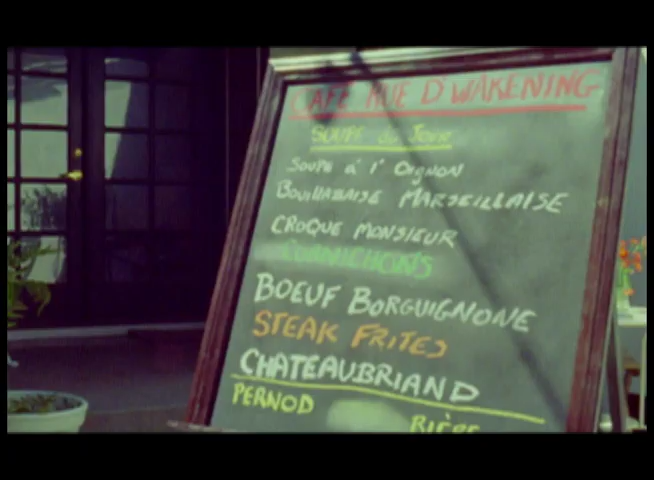 CAFE RUE D'WAKENING
SOUPE du JOUR
SOUPE á l' OIgNON
BOUILLABAISE MARSEILLAISE
CROQUE MONSIEUR
CORNICHONS
BOEUF BORGUIGNONE
STEAK FRITES
CHATEAUBRIAND
PERNOD BIÈRE